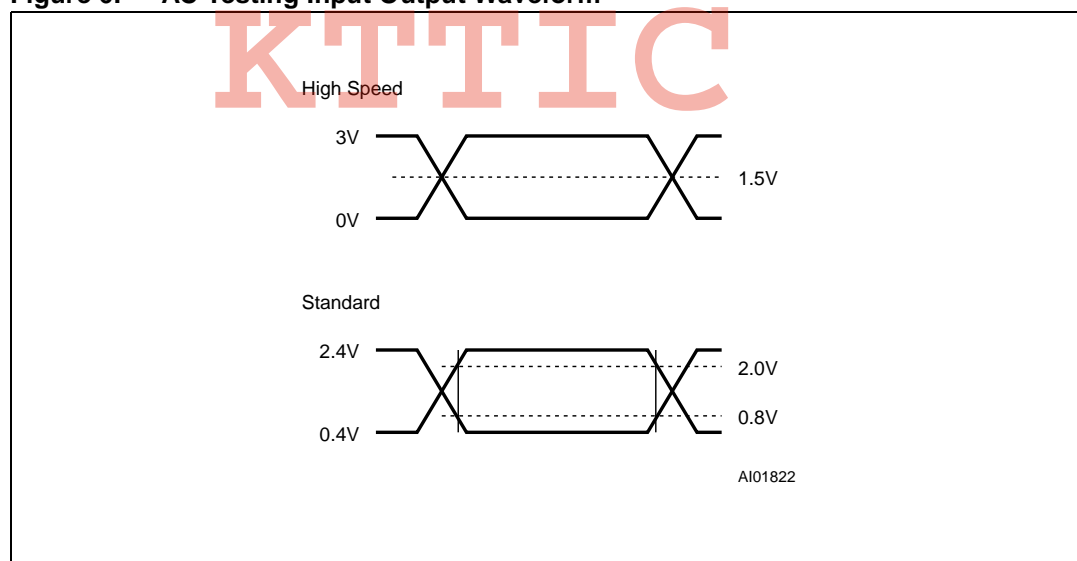 KTTIC
High Speed
3V
1.5V
0V
Standard
2.4V
2.0V
0.8V
0.4V
AI01822